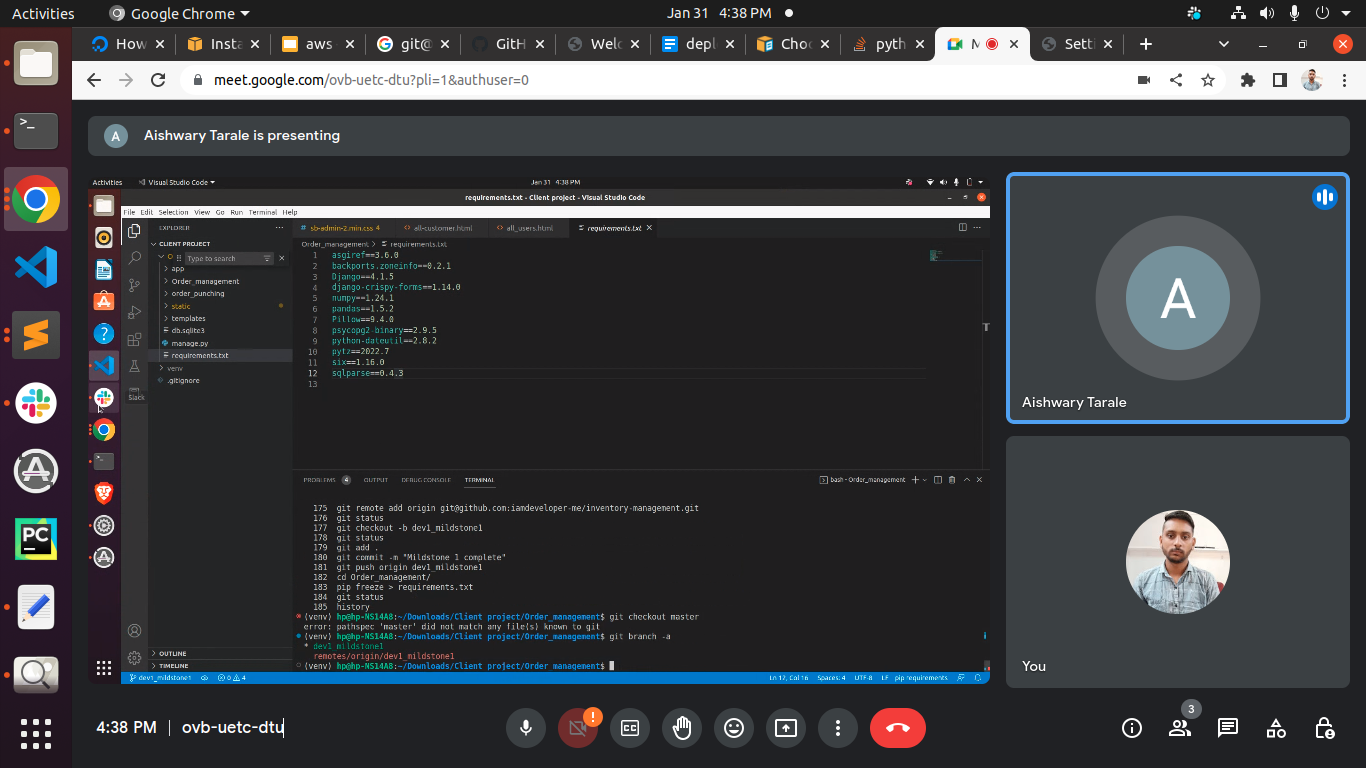 Activities
Google Chrome
Jan 31 4:38 PM
How
Insta
aws
git@
GitH
Welc
depl
Choo
pyth
M
Setti
meet.google.com/ovb-uetc-dtu?pli=1&authuser=0
A
Aishwary Tarale is presenting
Activities
Visual Studio Code
Jan 31 4:38 PM
requirements.txt - Client project - Visual Studio Code
File Edit Selection View Go Run Terminal Help
EXPLORER
sb-admin-2.min.css 4
all-customer.html
all_users.html
requirements.txt
CLIENT PROJECT
Order_management > requirements.txt
Type to search
app
Order_management
order_punching
static
templates
db.sqlite3
manage.py
requirements.txt
venv
.gitignore
Slack
1 asgiref==3.6.0
2 backports.zoneinfo==0.2.1
3 Django==4.1.5
4 django-crispy-forms==1.14.0
5 numpy==1.24.1
6 pandas==1.5.2
7 Pillow==9.4.0
8 psycopg2-binary==2.9.5
9 python-dateutil==2.8.2
10 pytz==2022.7
11 six==1.16.0
12 sqlparse==0.4.3
13
PROBLEMS 4 OUTPUT DEBUG CONSOLE TERMINAL
bash - Order_management
175 git remote add origin git@github.com:iamdeveloper-me/inventory-management.git
176 git status
177 git checkout -b dev1_mildstone1
178 git status
179 git add .
180 git commit -m "Mildstone 1 complete"
181 git push origin dev1_mildstone1
182 cd Order_management/
183 pip freeze > requirements.txt
184 git status
185 history
(venv) hp@hp-NS14A8:~/Downloads/Client project/Order_management$ git checkout master
error: pathspec 'master' did not match any file(s) known to git
(venv) hp@hp-NS14A8:~/Downloads/Client project/Order_management$ git branch -a
* dev1_mildstone1
remotes/origin/dev1_mildstone1
(venv) hp@hp-NS14A8:~/Downloads/Client project/Order_management$
OUTLINE
TIMELINE
dev1_mildstone1
0 4
Ln 12, Col 16 Spaces: 4 UTF-8 LF pip requirements
A
Aishwary Tarale
You
PC
4:38 PM | ovb-uetc-dtu
CC
3